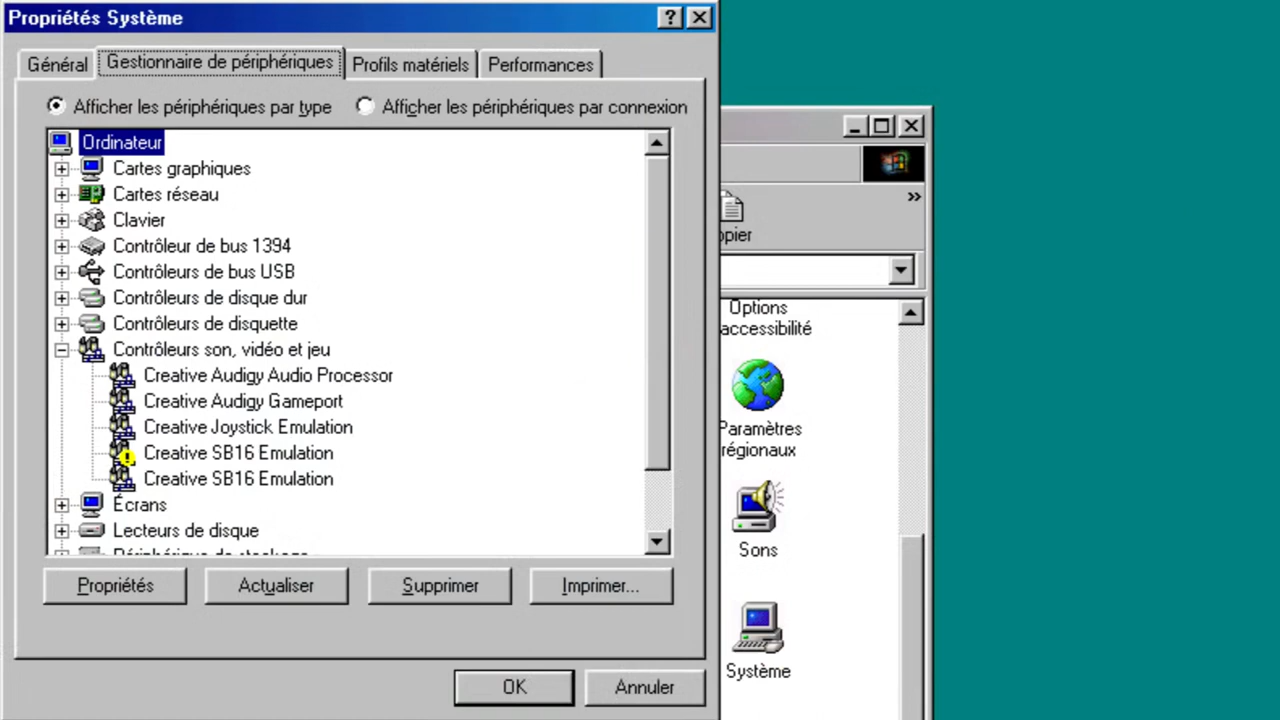 Propriétés Système
Général
Gestionnaire de périphériques
Profils matériels
Performances
Afficher les périphériques par type
Afficher les périphériques par connexion
Ordinateur
Cartes graphiques
Cartes réseau
Clavier
Contrôleur de bus 1394
Contrôleurs de bus USB
Contrôleurs de disque dur
Contrôleurs de disquette
Contrôleurs son, vidéo et jeu
Creative Audigy Audio Processor
Creative Audigy Gameport
Creative Joystick Emulation
Creative SB16 Emulation
Creative SB16 Emulation
Écrans
Lecteurs de disque
Périphérique de stockage
Propriétés
Actualiser
Supprimer
Imprimer...
OK
Annuler
»
opier
Options
accessibilité
Paramètres
régionaux
Sons
Système